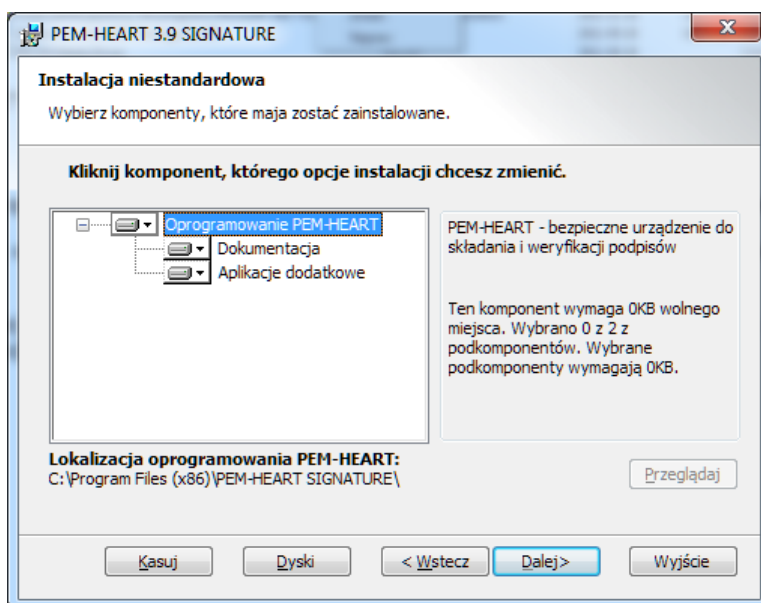 PEM-HEART 3.9 SIGNATURE
Instalacja niestandardowa
Wybierz komponenty, które maja zostać zainstalowane.
Kliknij komponent, którego opcje instalacji chcesz zmienić.
Oprogramowanie PEM-HEART
Dokumentacja
Aplikacje dodatkowe
PEM-HEART - bezpieczne urządzenie do
składania i weryfikacji podpisów
Ten komponent wymaga 0KB wolnego
miejsca. Wybrano 0 z 2 z
podkomponentów. Wybrane
podkomponenty wymagają 0KB.
Lokalizacja oprogramowania PEM-HEART:
C:\Program Files (x86)\PEM-HEART SIGNATURE\
Przeglądaj
Kasuj Dyski < Wstecz Dalej> Wyjście